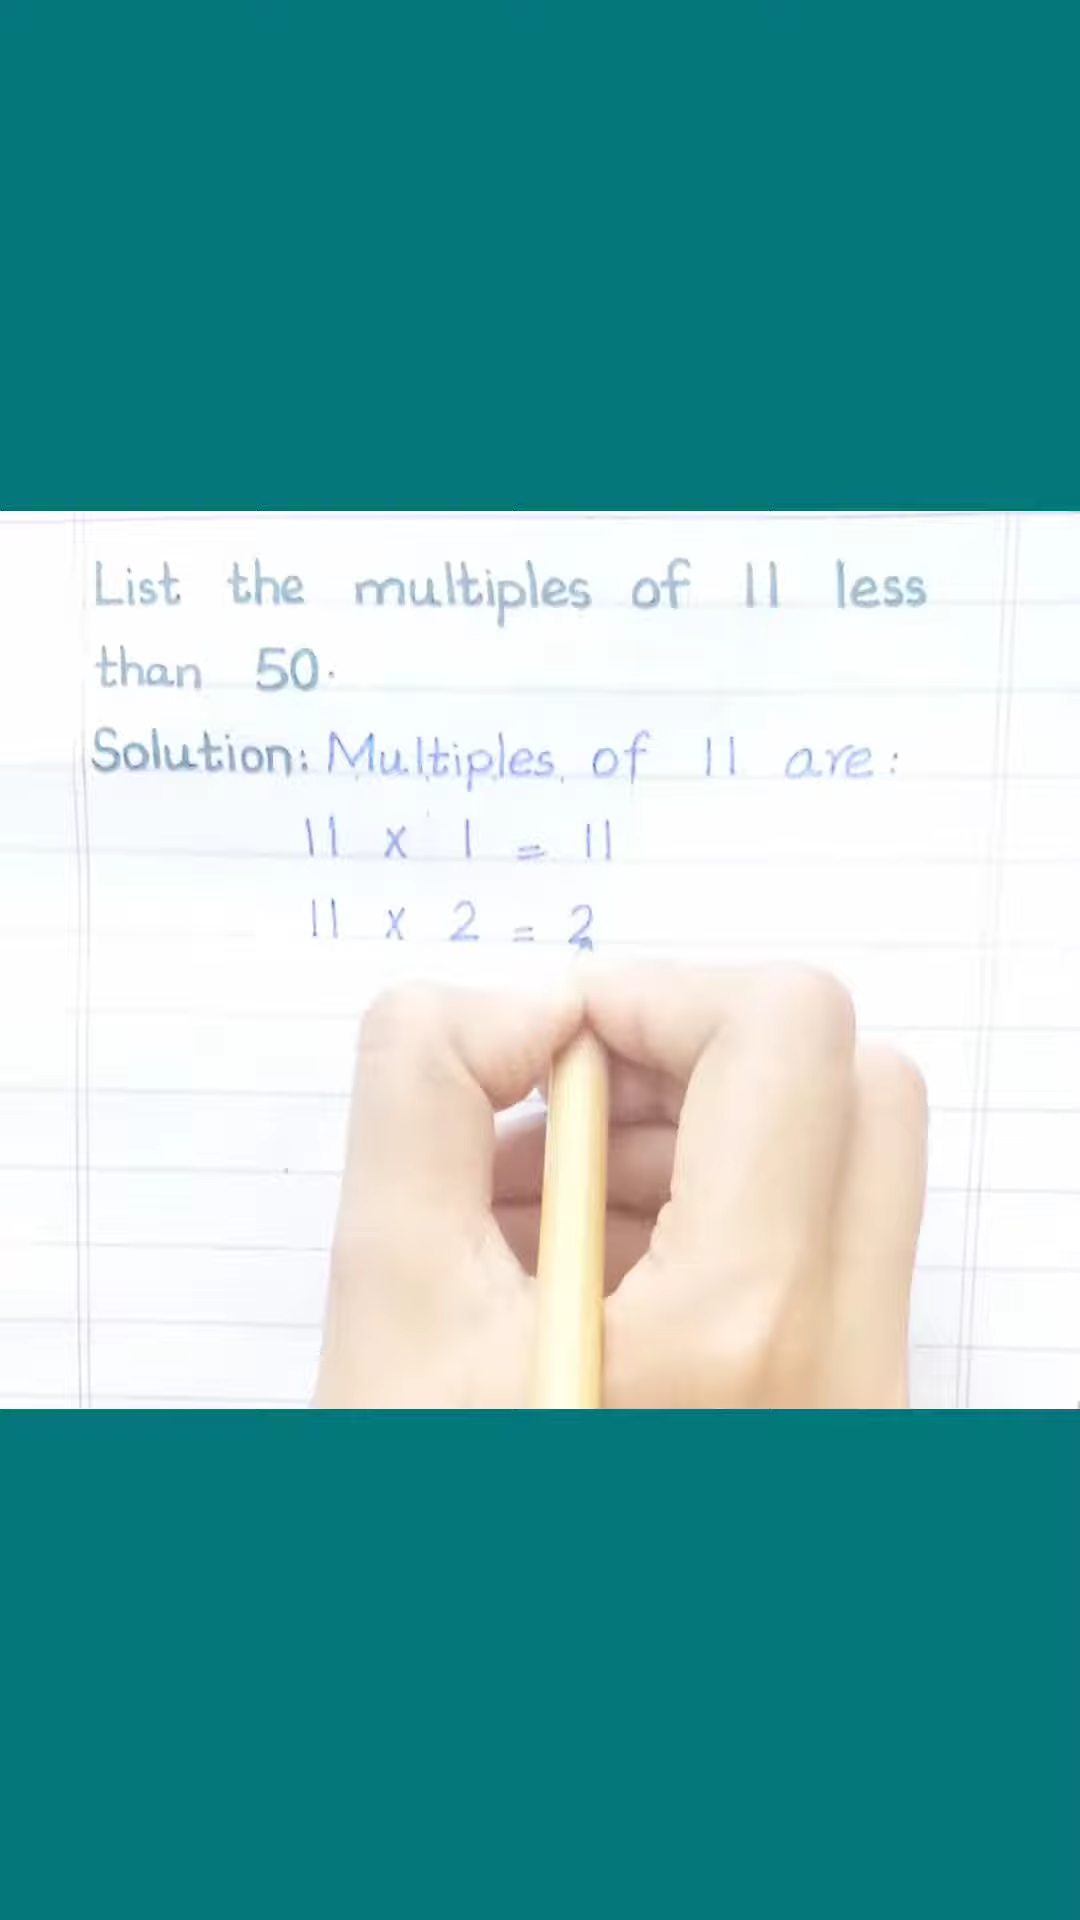 List the multiples of 11 less
than 50.
Solution: Multiples of 11 are:
11 x 1 = 11
11 x 2 = 2